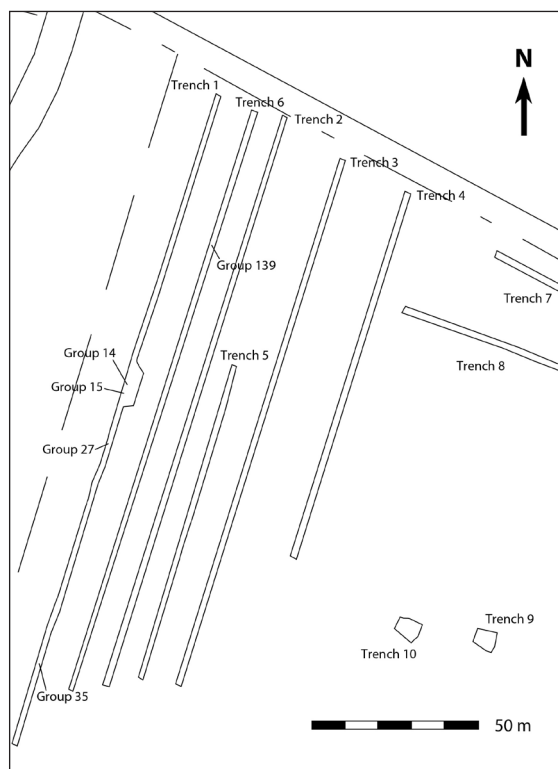 N
Trench 1
Trench 6
Trench 2
Trench 3
Trench 4
Group 139
Trench 7
Group 14
Trench 5
Trench 8
Group 15
Group 27
Trench 9
Trench 10
Group 35
50 m